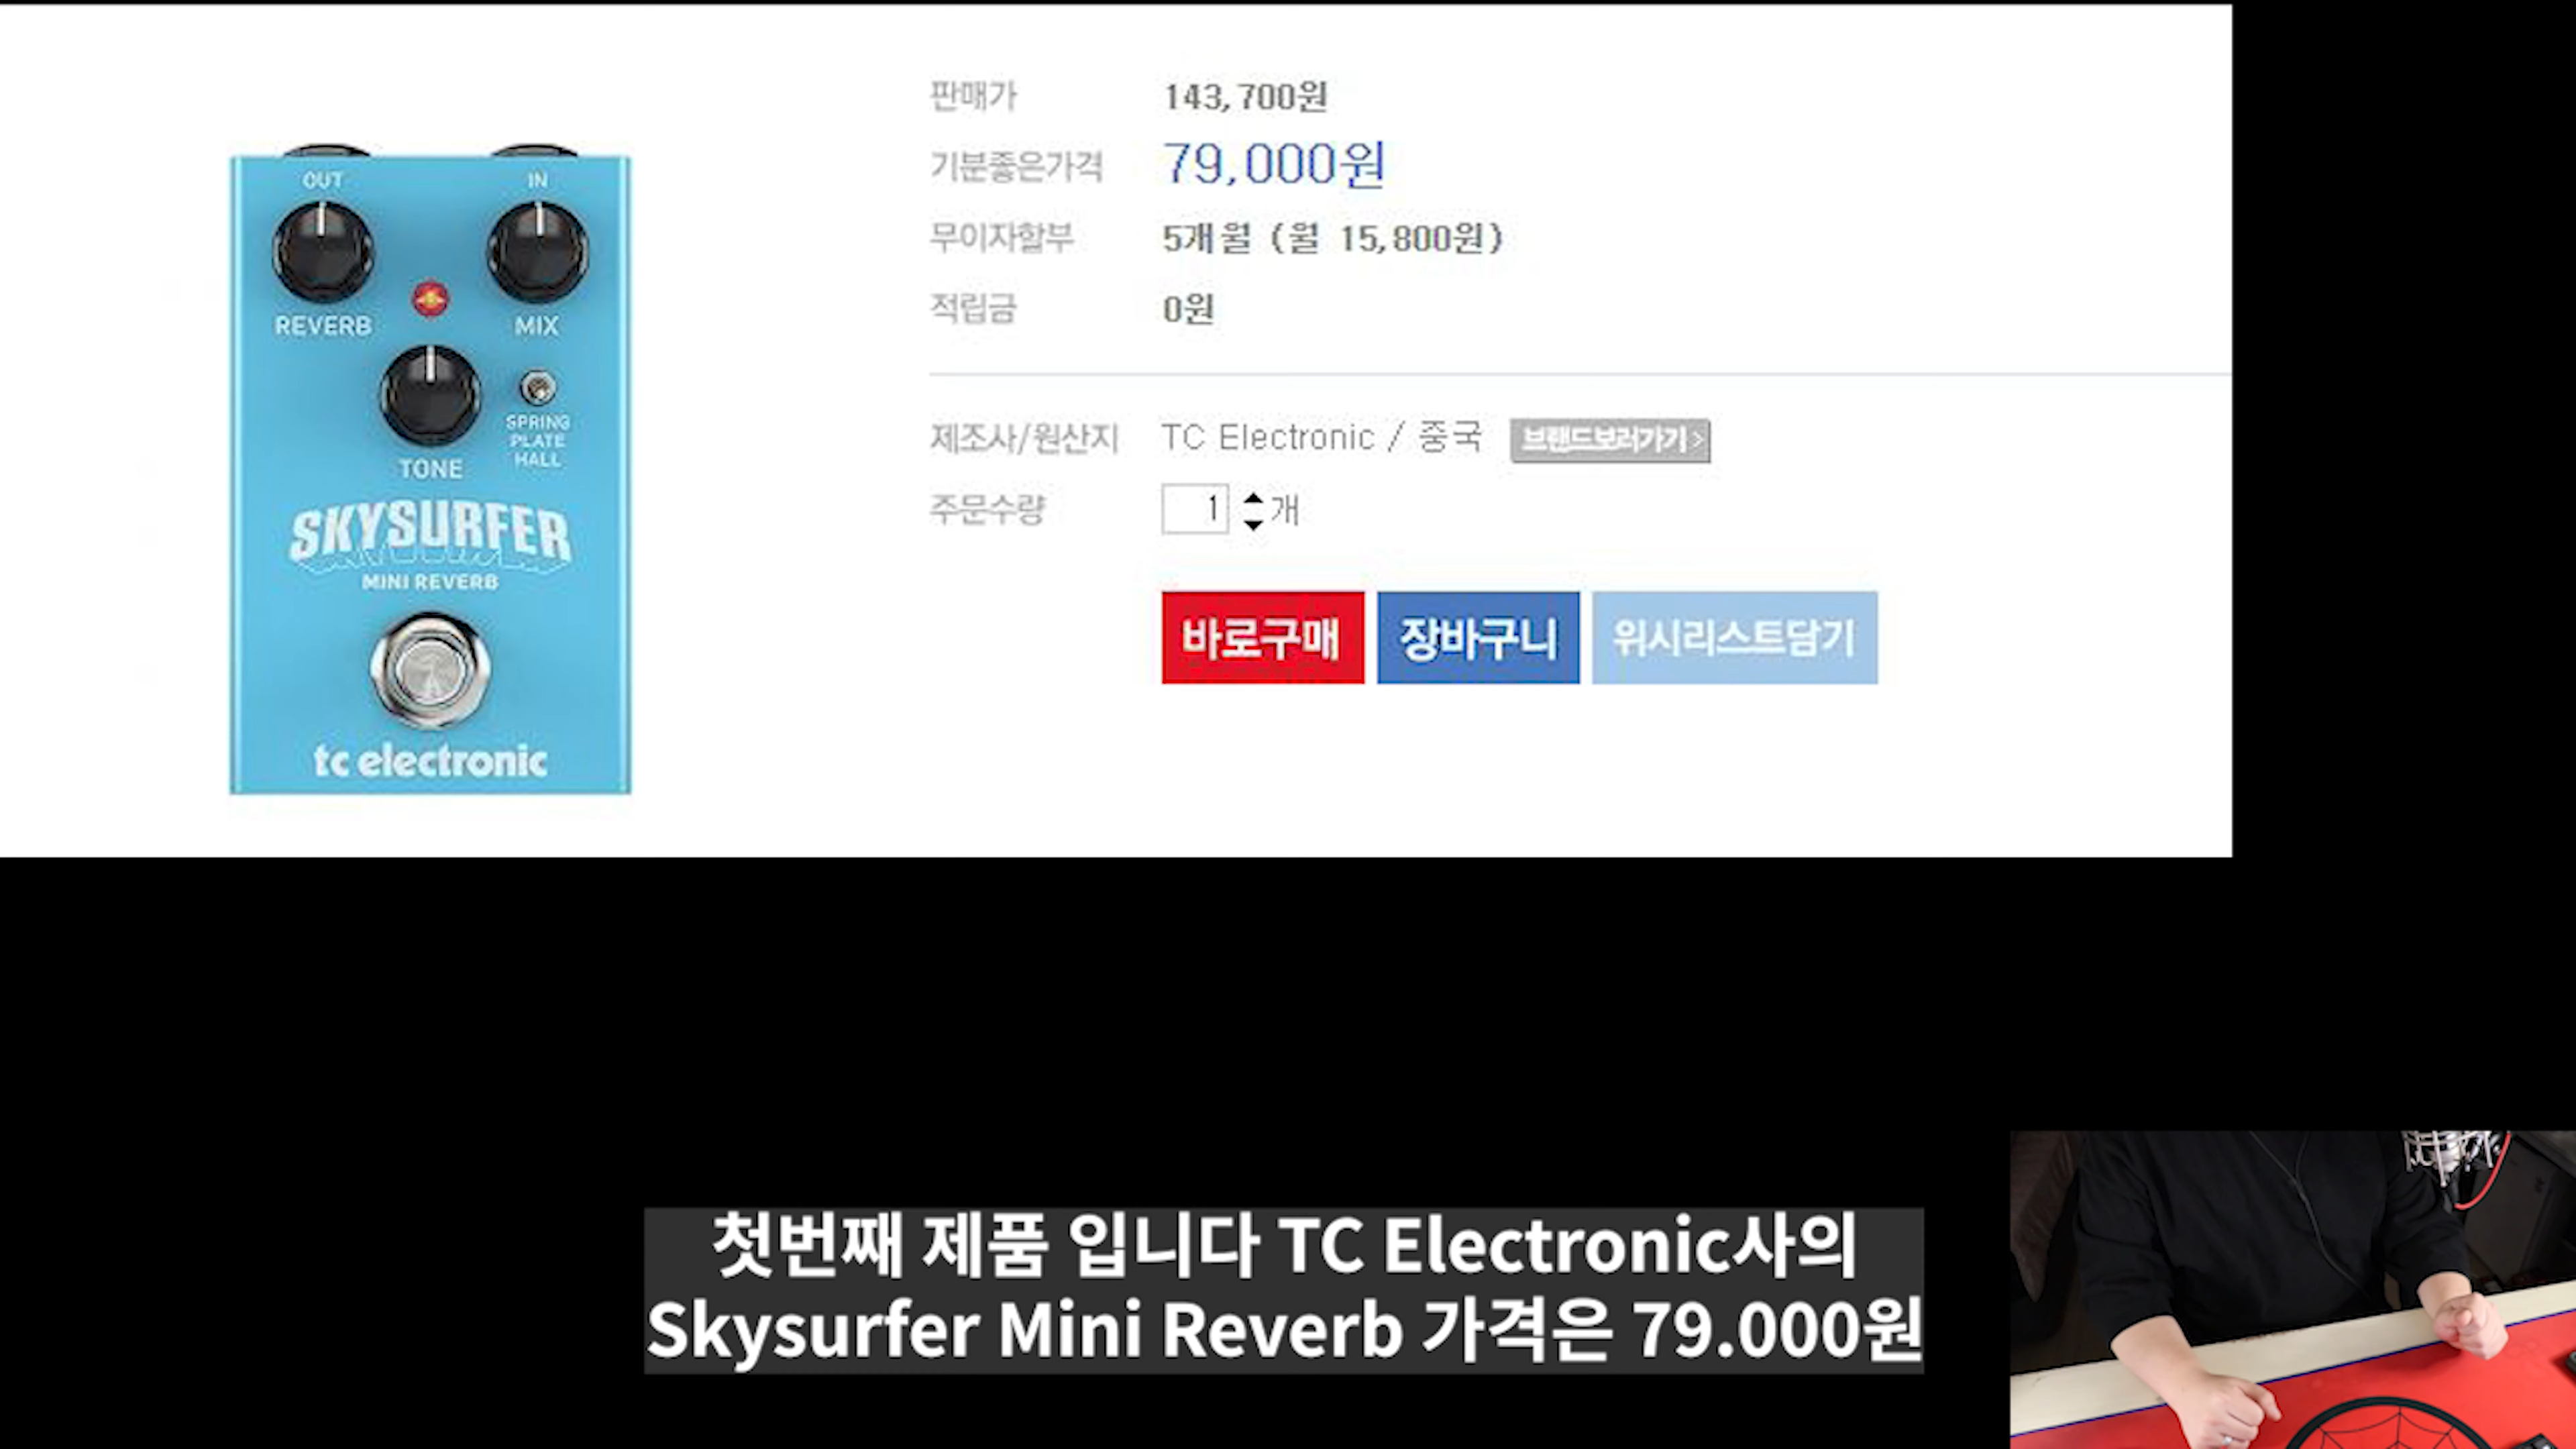 OUT IN
REVERB MIX
SPRING
PLATE
HALL
TONE
SKYSURFER
MINI REVERB
tc electronic
판매가 143,700원
기분좋은가격 79,000원
무이자할부 5개월 (월 15,800원)
적립금 0원
제조사/원산지 TC Electronic / 중국 브랜드보러가기 >
주문수량 1 개
바로구매 장바구니 위시리스트담기
첫번째 제품 입니다 TC Electronic사의
Skysurfer Mini Reverb 가격은 79.000원